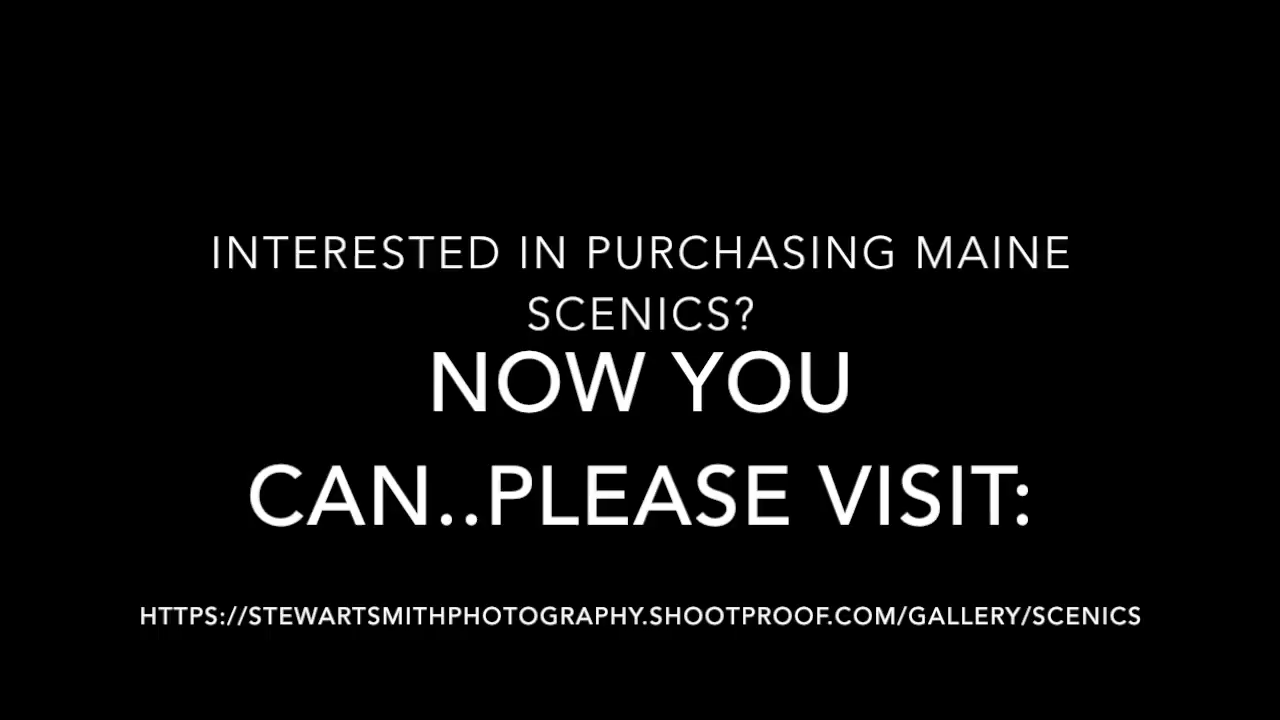 INTERESTED IN PURCHASING MAINE
SCENICS?
NOW YOU
CAN..PLEASE VISIT:
HTTPS://STEWARTSMITHPHOTOGRAPHY.SHOOTPROOF.COM/GALLERY/SCENICS